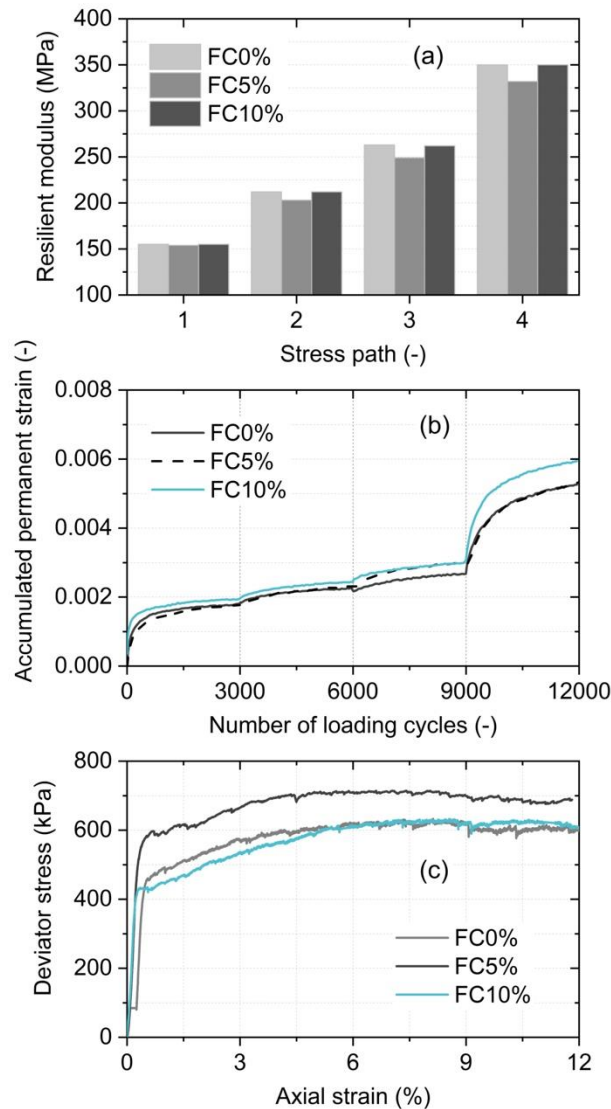 400
350
300
250
200
150
100
Resilient modulus (MPa)
FC0%
FC5%
FC10%
(a)
1 2 3 4
Stress path (-)
0.008
0.006
0.004
0.002
0.000
Accumulated permanent strain (-)
FC0%
FC5%
FC10%
(b)
0 3000 6000 9000 12000
Number of loading cycles (-)
800
600
400
200
0
Deviator stress (kPa)
(c)
FC0%
FC5%
FC10%
0 3 6 9 12
Axial strain (%)